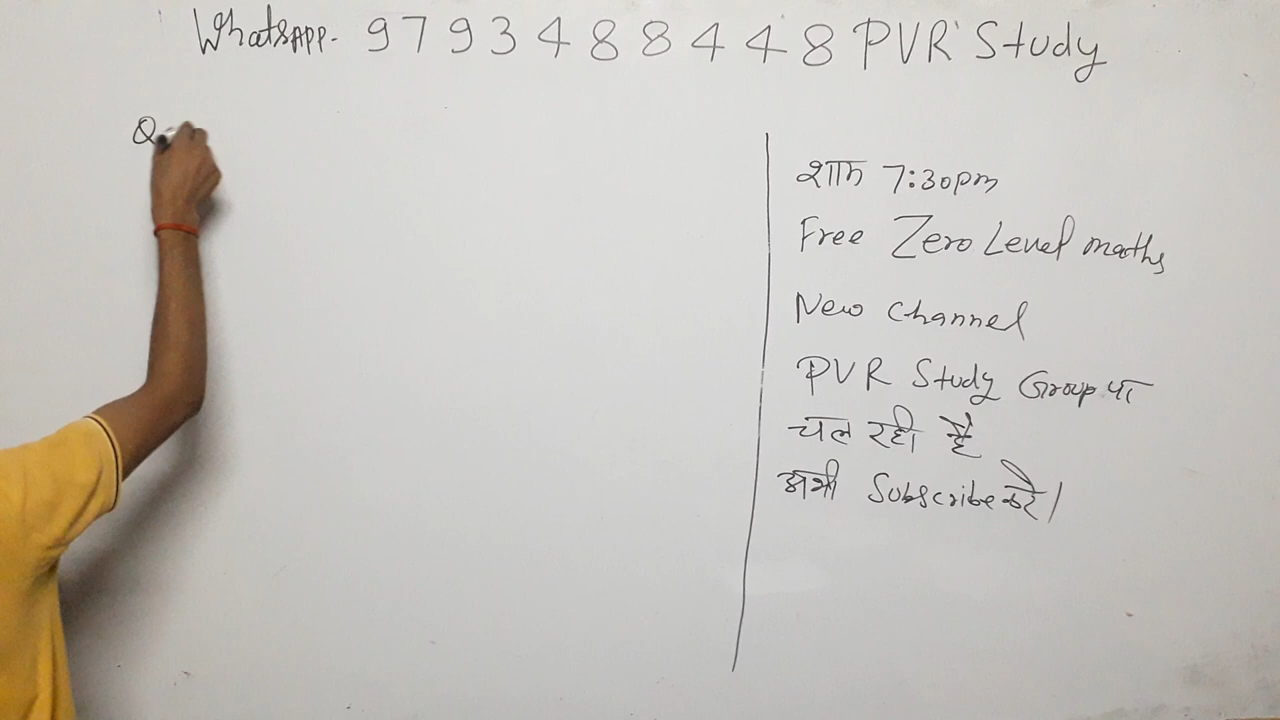 WhatsAPP. 9793488448 PVR Study
Q
शाम 7:30pm
Free Zero Level maths
New Channel
PVR Study Group पर
चल रही है
अभी Subscribe करें।